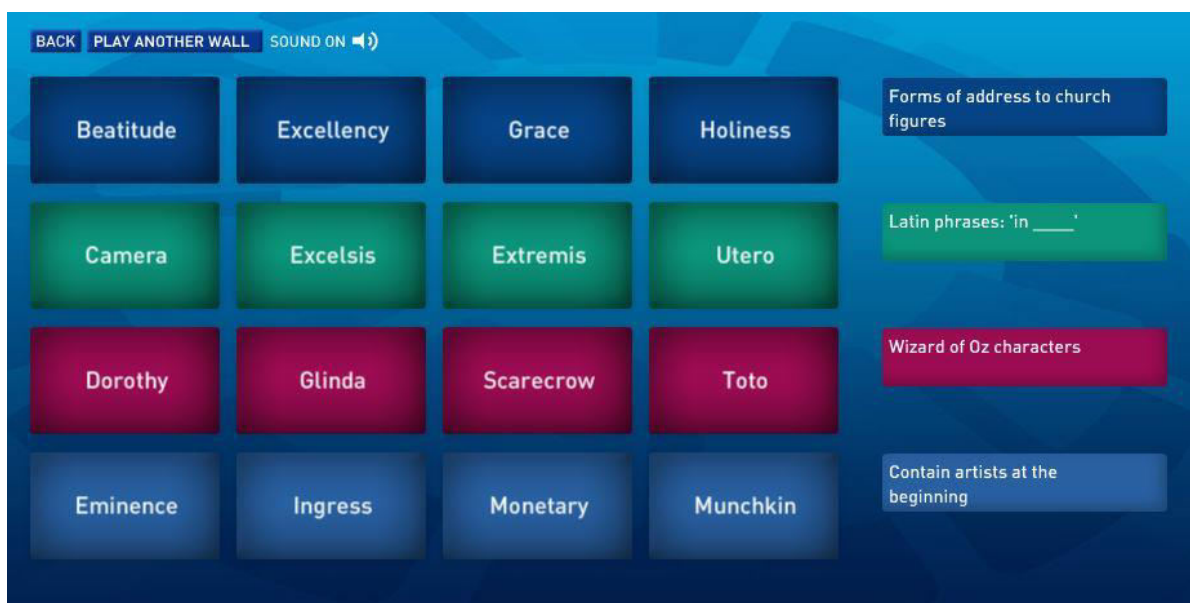 BACK PLAY ANOTHER WALL SOUND ON
Beatitude Excellency Grace Holiness
Forms of address to church
figures
Camera Excelsis Extremis Utero
Latin phrases: 'in ____'
Dorothy Glinda Scarecrow Toto
Wizard of Oz characters
Eminence Ingress Monetary Munchkin
Contain artists at the
beginning